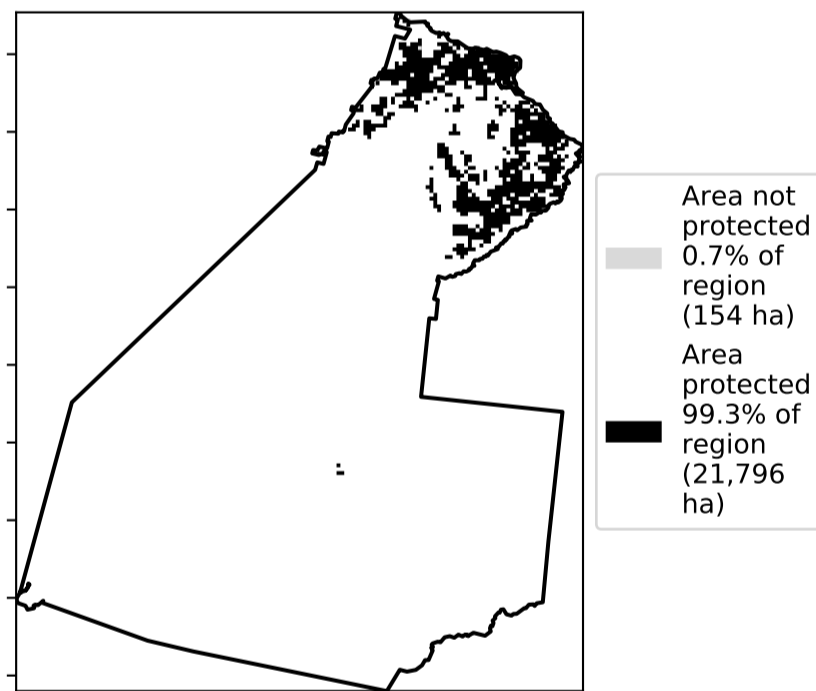 Area not
protected
0.7% of
region
(154 ha)
Area
protected
99.3% of
region
(21,796
ha)